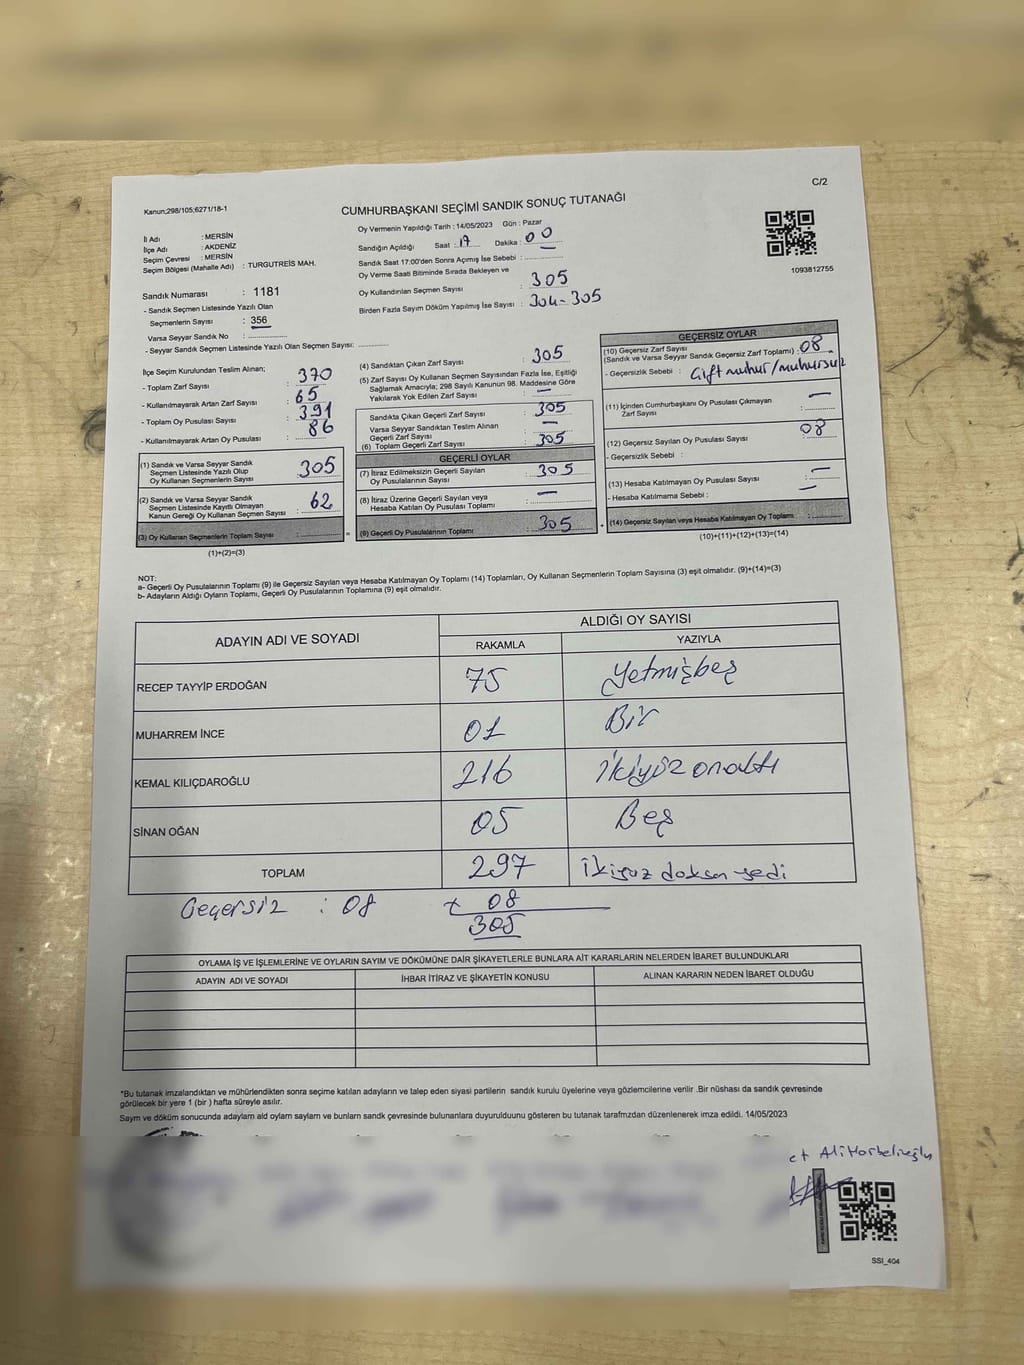 C/2
Kanun;298/105;6271/18-1
CUMHURBAŞKANI SEÇİMİ SANDIK SONUÇ TUTANAĞI
İl Adı : MERSİN
İlçe Adı : AKDENİZ
Seçim Çevresi : MERSİN
Seçim Bölgesi (Mahalle Adı) : TURGUTREİS MAH.
Sandık Numarası : 1181
- Sandık Seçmen Listesinde Yazılı Olan
Seçmenlerin Sayısı : 356
Varsa Seyyar Sandık No :
- Seyyar Sandık Seçmen Listesinde Yazılı Olan Seçmen Sayısı:
Oy Vermenin Yapıldığı Tarih : 14/05/2023 Gün : Pazar
Sandığın Açıldığı Saat : 17 Dakika : 00
Sandık Saat 17:00'den Sonra Açımış İse Sebebi :
Oy Verme Saati Bitiminde Sırada Bekleyen ve
Oy Kullandırılan Seçmen Sayısı : 305
Birden Fazla Sayım Döküm Yapılmış İse Sayısı : 304-305
1093812755
İlçe Seçim Kurulundan Teslim Alınan;
- Toplam Zarf Sayısı : 370
- Kullanılmayarak Artan Zarf Sayısı : 65
- Toplam Oy Pusulası Sayısı : 391
- Kullanılmayarak Artan Oy Pusulası : 86
(1) Sandık ve Varsa Seyyar Sandık
Seçmen Listesinde Yazılı Olup
Oy Kullanan Seçmenlerin Sayısı : 305
(2) Sandık ve Varsa Seyyar Sandık
Seçmen Listesinde Kayıtlı Olmayan
Kanun Gereği Oy Kullanan Seçmen Sayısı : 62
(3) Oy Kullanan Seçmenlerin Toplam Sayısı :
(1)+(2)=(3)
(4) Sandıktan Çıkan Zarf Sayısı : 305
(5) Zarf Sayısı Oy Kullanan Seçmen Sayısından Fazla İse, Eşitliği
Sağlamak Amacıyla; 298 Sayılı Kanunun 98. Maddesine Göre
Yakılarak Yok Edilen Zarf Sayısı : —
Sandıkta Çıkan Geçerli Zarf Sayısı : 305
Varsa Seyyar Sandıktan Teslim Alınan
Geçerli Zarf Sayısı : —
(6) Toplam Geçerli Zarf Sayısı : 305
GEÇERLİ OYLAR
(7) İtiraz Edilmeksizin Geçerli Sayılan
Oy Pusulalarının Sayısı : 305
(8) İtiraz Üzerine Geçerli Sayılan veya
Hesaba Katılan Oy Pusulası Toplamı : —
(9) Geçerli Oy Pusulalarının Toplamı : 305
GEÇERSİZ OYLAR
(10) Geçersiz Zarf Sayısı
(Sandık ve Varsa Seyyar Sandık Geçersiz Zarf Toplamı) : 08
- Geçersizlik Sebebi : Çift mühür/mühürsüz
(11) İçinden Cumhurbaşkanı Oy Pusulası Çıkmayan
Zarf Sayısı : —
(12) Geçersiz Sayılan Oy Pusulası Sayısı : 08
- Geçersizlik Sebebi :
(13) Hesaba Katılmayan Oy Pusulası Sayısı : —
- Hesaba Katılmama Sebebi : —
(14) Geçersiz Sayılan veya Hesaba Katılmayan Oy Toplamı :
(10)+(11)+(12)+(13)=(14)
NOT:
a- Geçerli Oy Pusulalarının Toplamı (9) ile Geçersiz Sayılan veya Hesaba Katılmayan Oy Toplamı (14) Toplamları, Oy Kullanan Seçmenlerin Toplam Sayısına (3) eşit olmalıdır. (9)+(14)=(3)
b- Adayların Aldığı Oyların Toplamı, Geçerli Oy Pusulalarının Toplamına (9) eşit olmalıdır.
ADAYIN ADI VE SOYADI ALDIĞI OY SAYISI
RAKAMLA YAZIYLA
RECEP TAYYİP ERDOĞAN 75 Yetmişbeş
MUHARREM İNCE 01 Bir
KEMAL KILIÇDAROĞLU 216 ikiyüz onaltı
SİNAN OĞAN 05 Beş
TOPLAM 297 ikiyüz doksan yedi
Geçersiz : 08 + 08
305
OYLAMA İŞ VE İŞLEMLERİNE VE OYLARIN SAYIM VE DÖKÜMÜNE DAİR ŞİKAYETLERLE BUNLARA AİT KARARLARIN NELERDEN İBARET BULUNDUKLARI
ADAYIN ADI VE SOYADI İHBAR İTİRAZ VE ŞİKAYETİN KONUSU ALINAN KARARIN NEDEN İBARET OLDUĞU
*Bu tutanak imzalandıktan ve mühürlendikten sonra seçime katılan adayların ve talep eden siyasi partilerin sandık kurulu üyelerine veya gözlemcilerine verilir .Bir nüshası da sandık çevresinde
görülecek bir yere 1 (bir ) hafta süreyle asılır.
Sayım ve döküm sonucunda adaylarn ald oylarn saylarn ve bunlarn sandk çevresinde bulunanlara duyurulduunu gösteren bu tutanak tarafmzdan düzenlenerek imza edildi. 14/05/2023
SSI_404